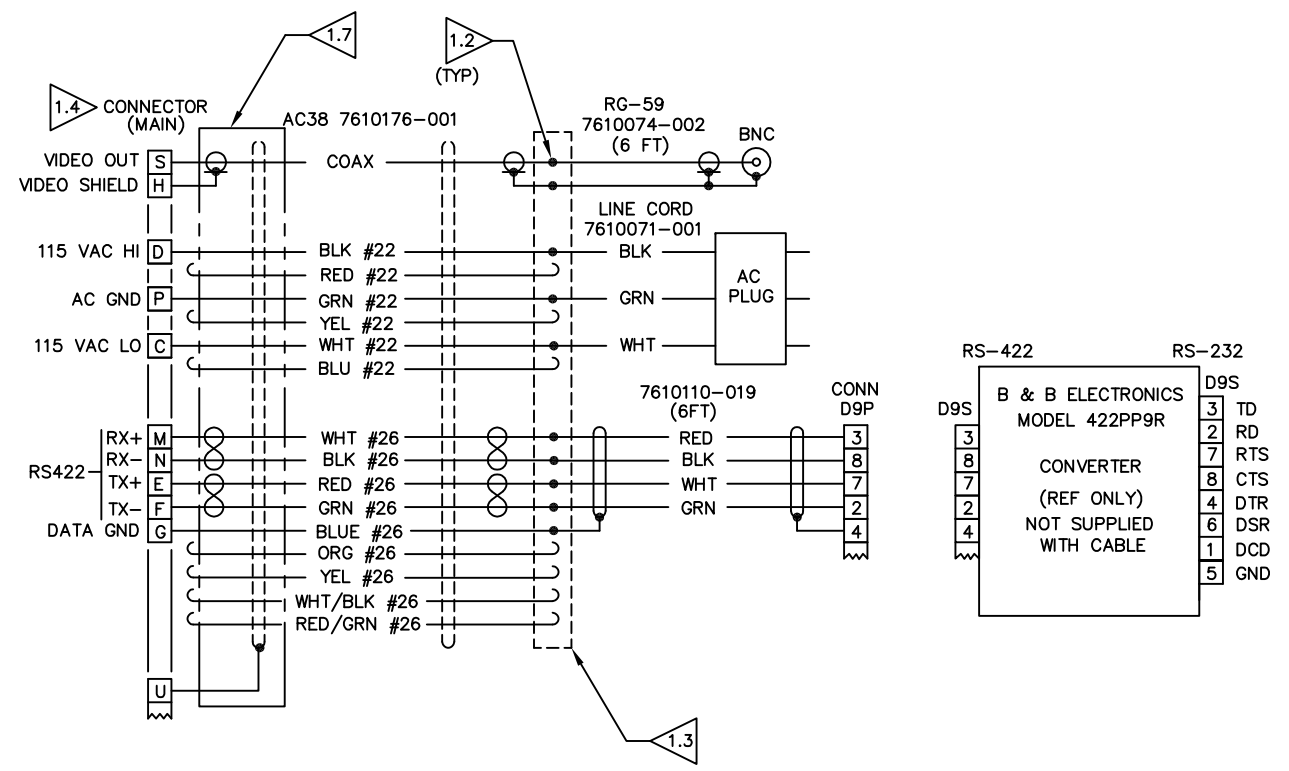 1.7
1.2
(TYP)
1.4 CONNECTOR
(MAIN)
AC38 7610176-001
RG-59
7610074-002
(6 FT)
BNC
VIDEO OUT S COAX
VIDEO SHIELD H
LINE CORD
7610071-001
115 VAC HI D BLK #22 BLK
RED #22
AC GND P GRN #22 GRN
YEL #22
115 VAC LO C WHT #22 WHT
BLU #22
AC
PLUG
7610110-019
(6FT)
CONN
D9P
RS422
RX+ M WHT #26 RED 3
RX- N BLK #26 BLK 8
TX+ E RED #26 WHT 7
TX- F GRN #26 GRN 2
DATA GND G BLUE #26 4
ORG #26
YEL #26
WHT/BLK #26
RED/GRN #26
U
1.3
RS-422
RS-232
D9S
3
8
7
2
4
B & B ELECTRONICS
MODEL 422PP9R
CONVERTER
(REF ONLY)
NOT SUPPLIED
WITH CABLE
D9S
3 TD
2 RD
7 RTS
8 CTS
4 DTR
6 DSR
1 DCD
5 GND